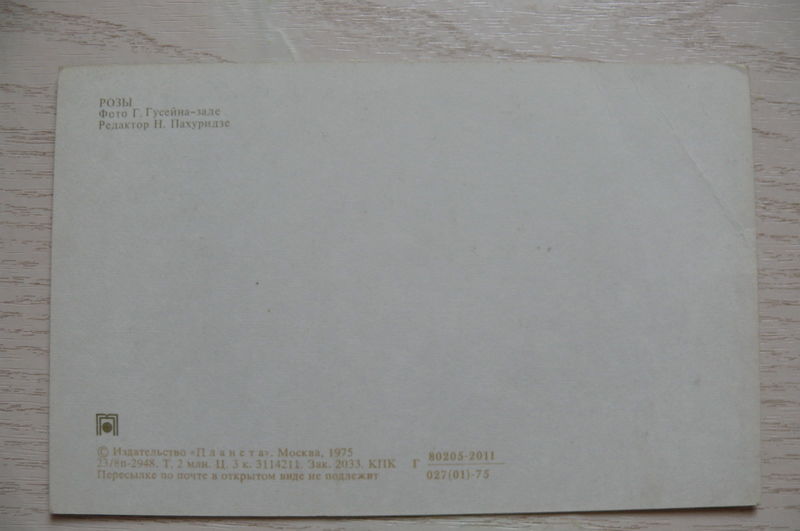 РОЗЫ
Фото Г. Гусейна-заде
Редактор Н. Пахуридзе
© Издательство «Планета». Москва, 1975
23/8п-2948. Т. 2 млн. Ц. 3 к. 3114211. Зак. 2033. КПК Г 80205-2011
027(01)-75
Пересылке по почте в открытом виде не подлежит